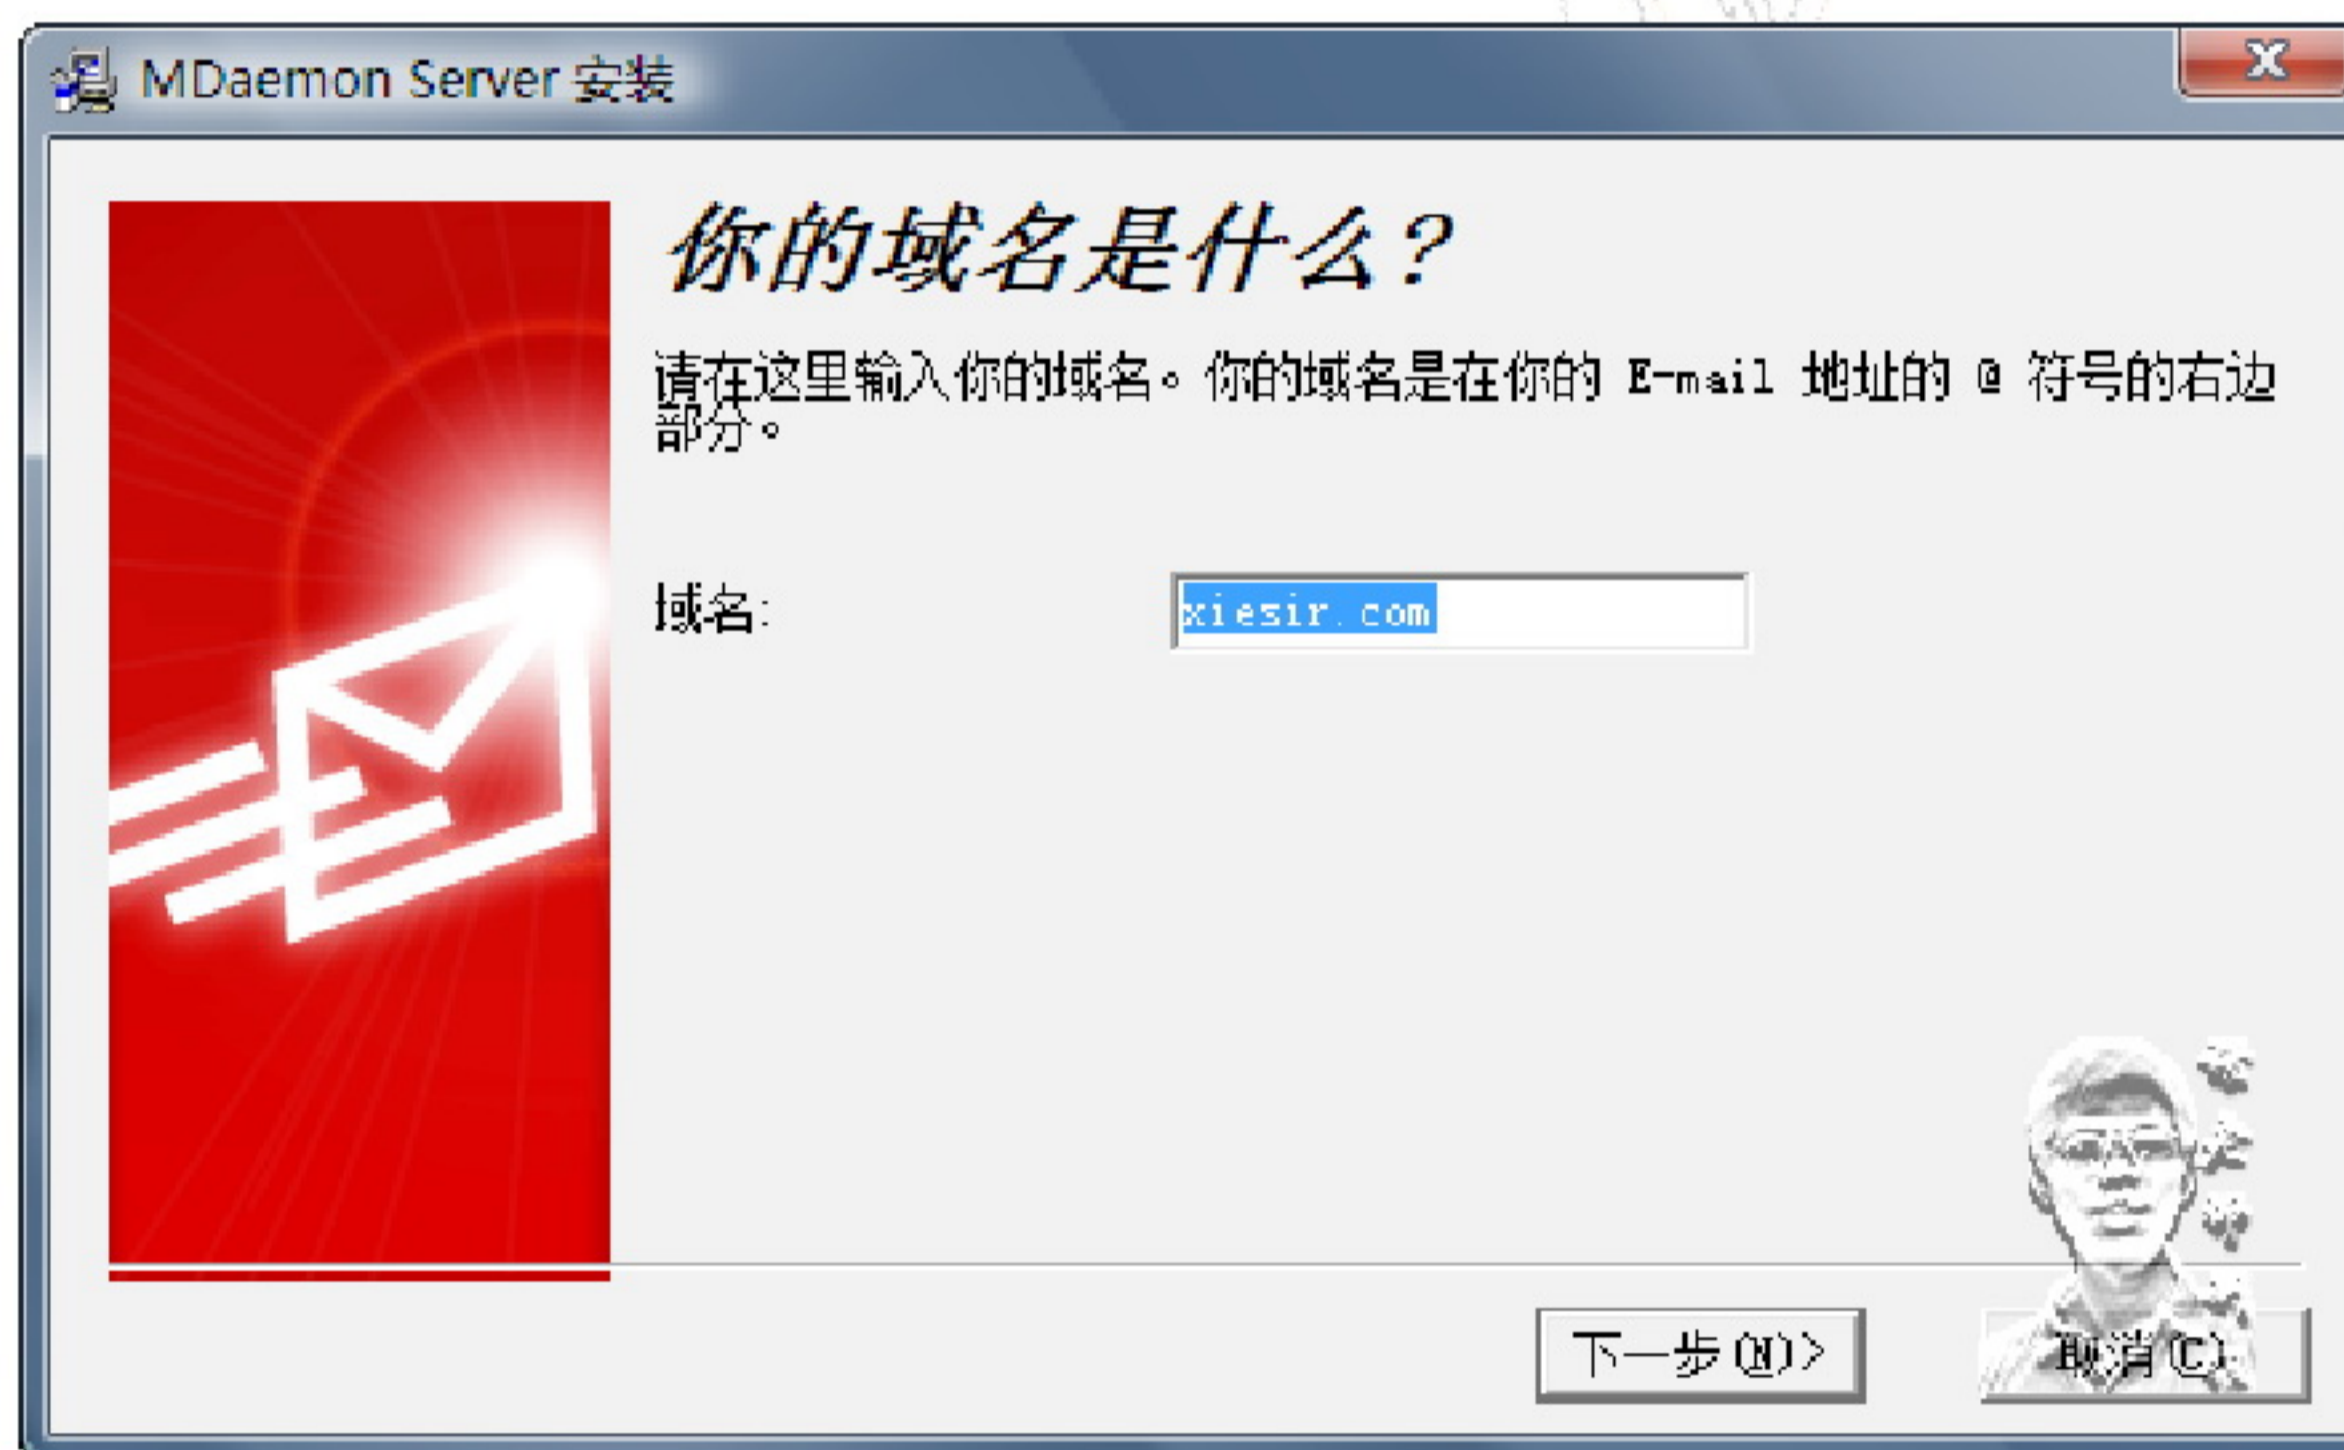 MDaemon Server 安装
你的域名是什么?
请在这里输入你的域名。你的域名是在你的 E-mail 地址的 @ 符号的右边
部分。
域名:
xiesir.com
下一步(N)>
取消(C)